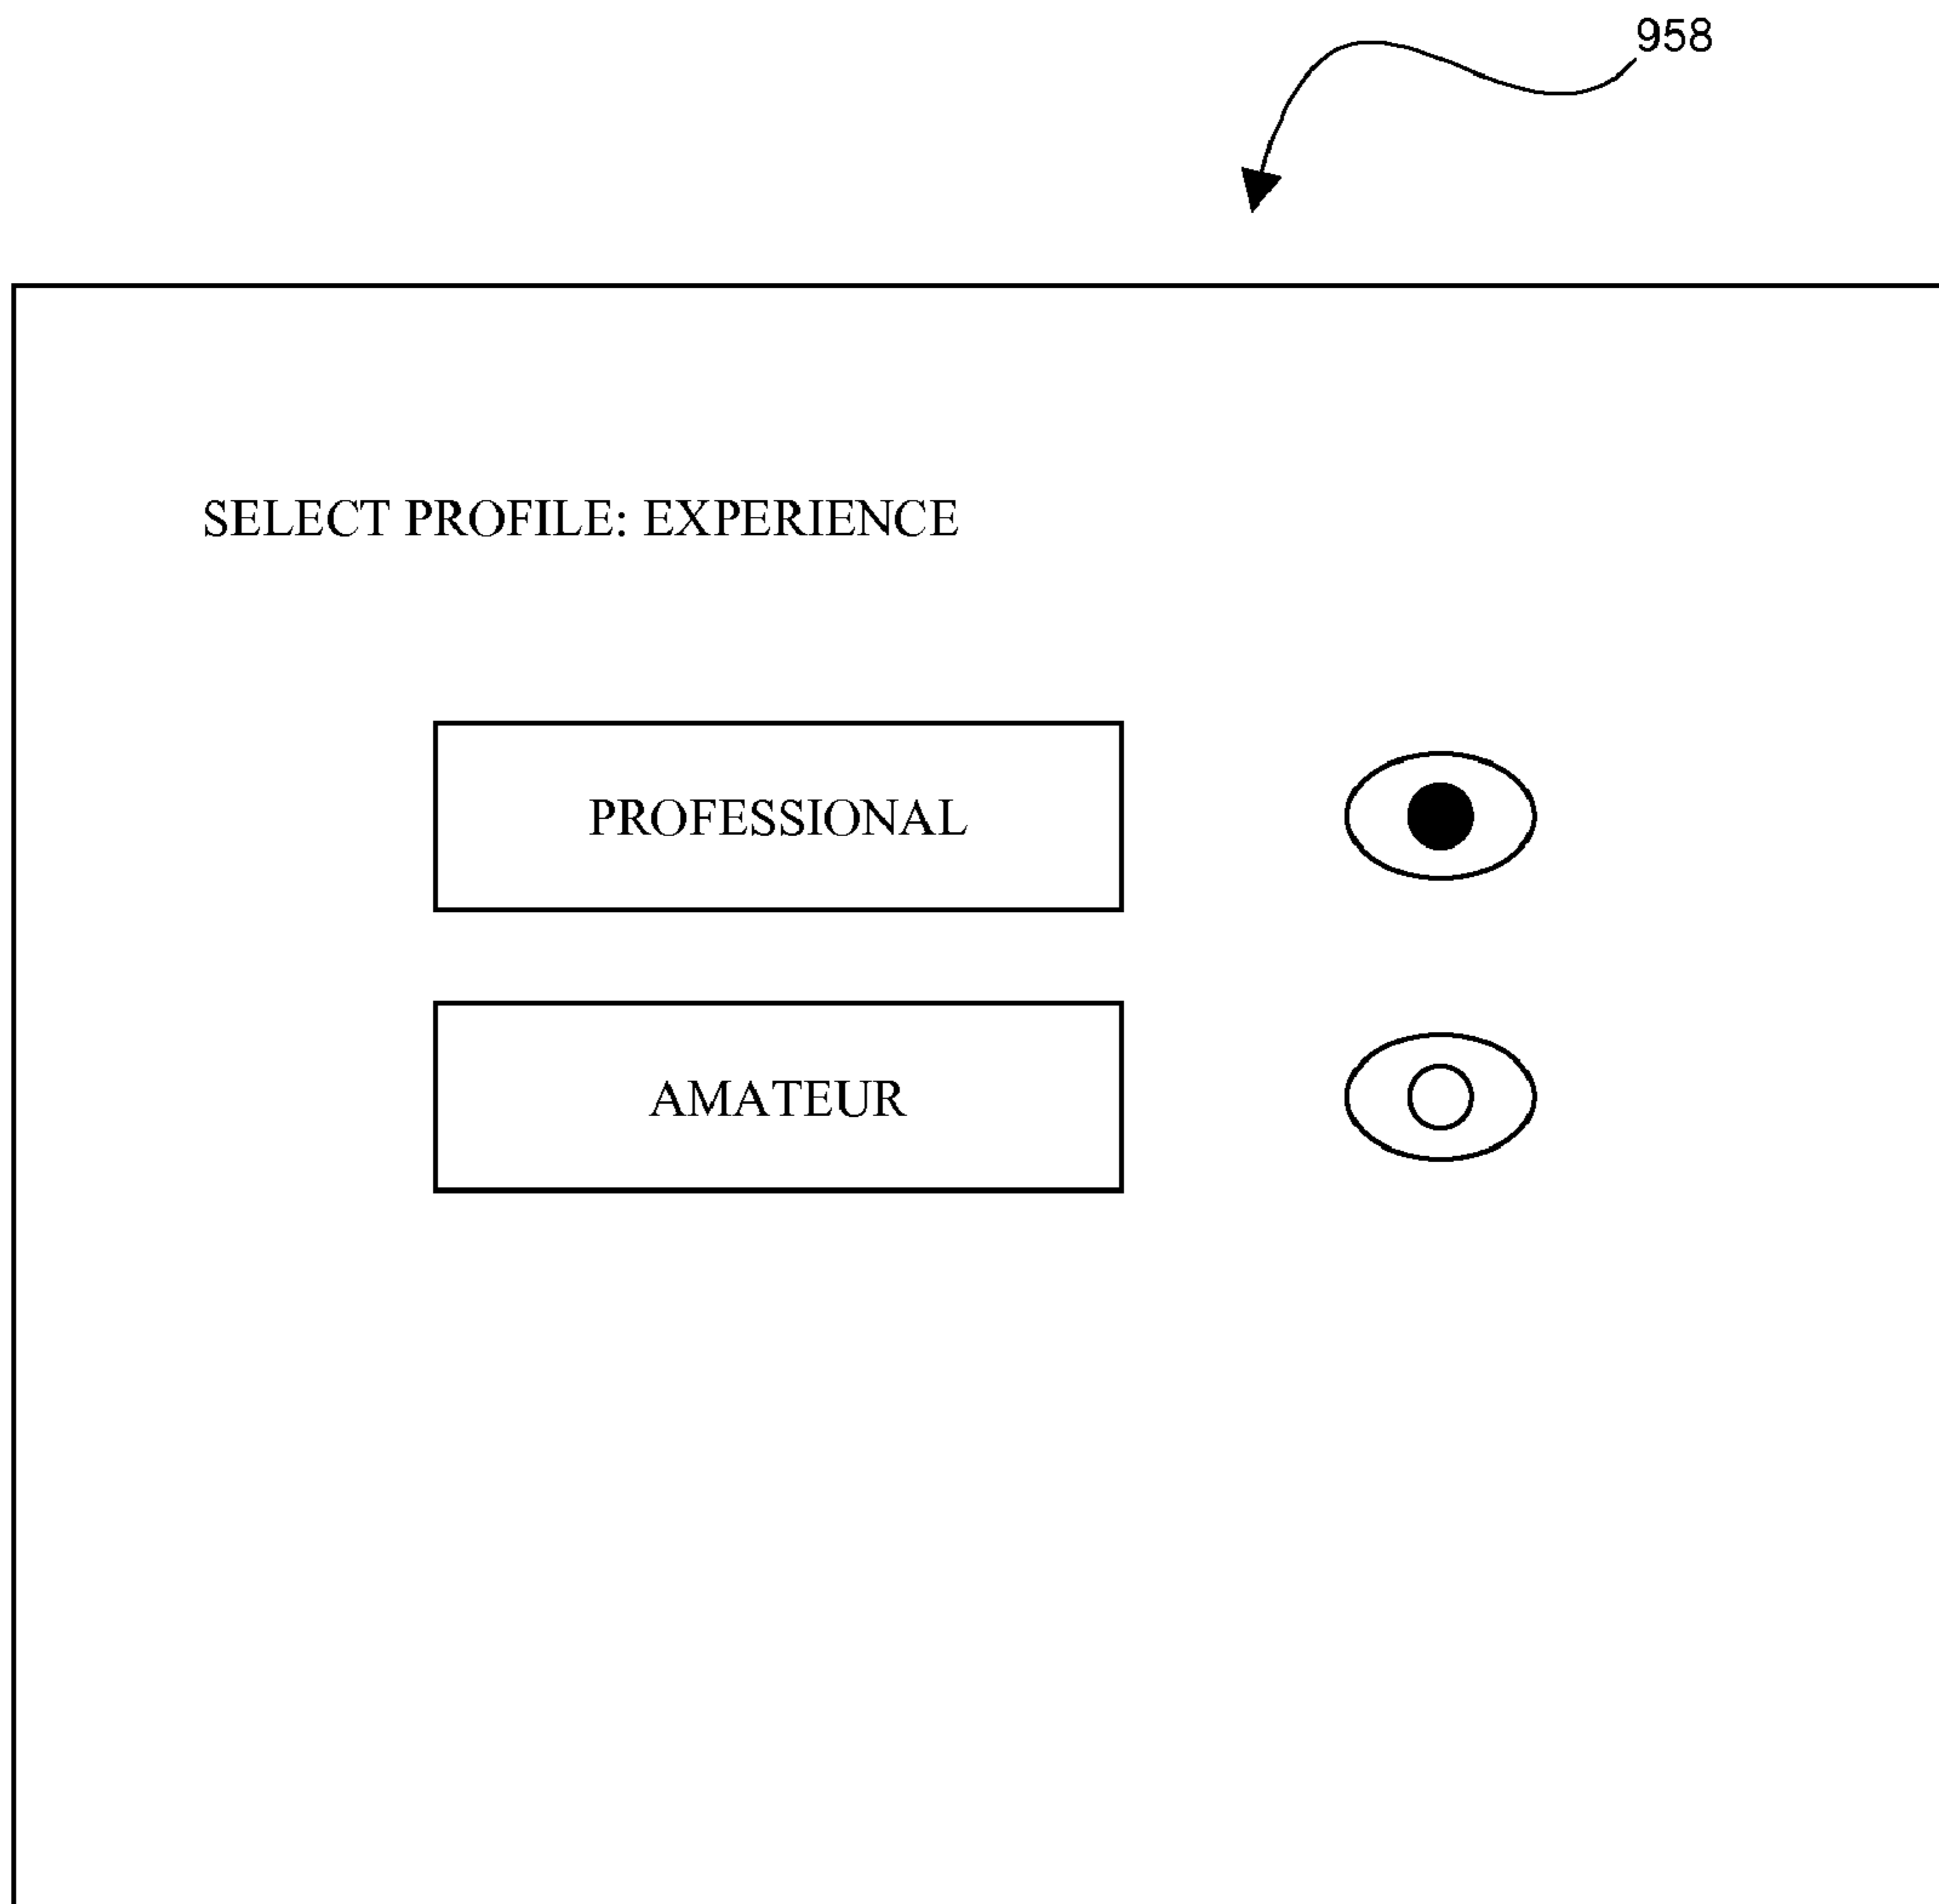 958
SELECT PROFILE: EXPERIENCE
PROFESSIONAL
AMATEUR